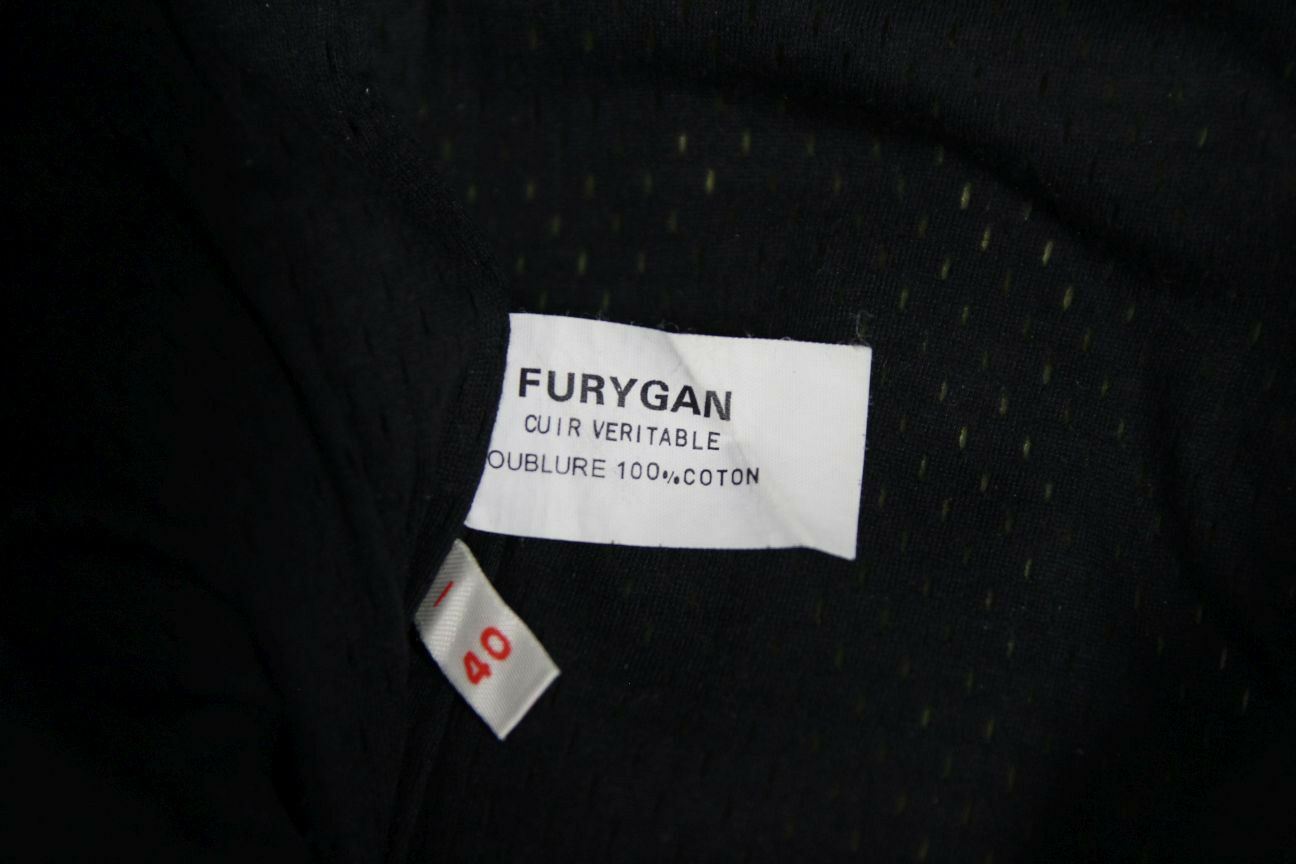 FURYGAN
CUIR VERITABLE
OUBLURE 100% COTON
40